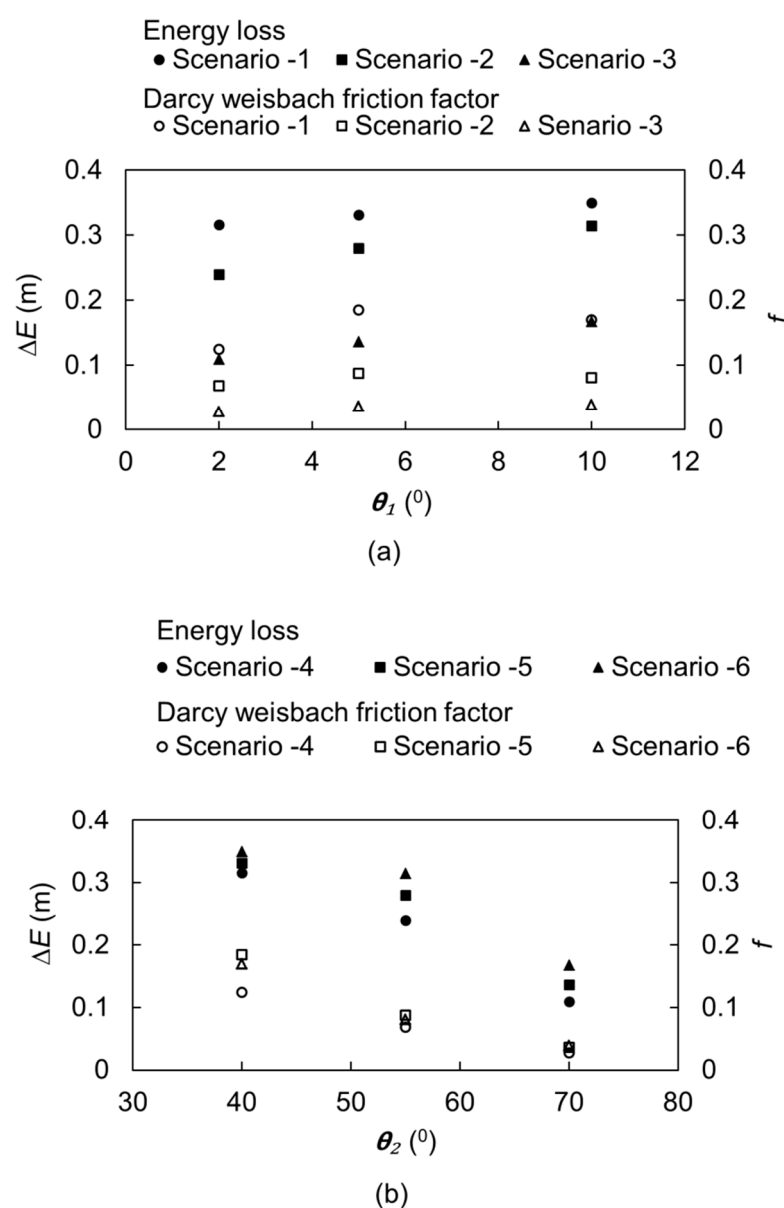 Energy loss
● Scenario -1 ■ Scenario -2 ▲ Scenario -3
Darcy weisbach friction factor
○ Scenario -1 □ Scenario -2 △ Senario -3
0.4 0.4
0.3 0.3
0.2 0.2
0.1 0.1
0 0
ΔE (m)
f
0 2 4 6 8 10 12
θ1 (0)
(a)
Energy loss
● Scenario -4 ■ Scenario -5 ▲ Scenario -6
Darcy weisbach friction factor
○ Scenario -4 □ Scenario -5 △ Scenario -6
0.4 0.4
0.3 0.3
0.2 0.2
0.1 0.1
0 0
ΔE (m)
f
30 40 50 60 70 80
θ2 (0)
(b)